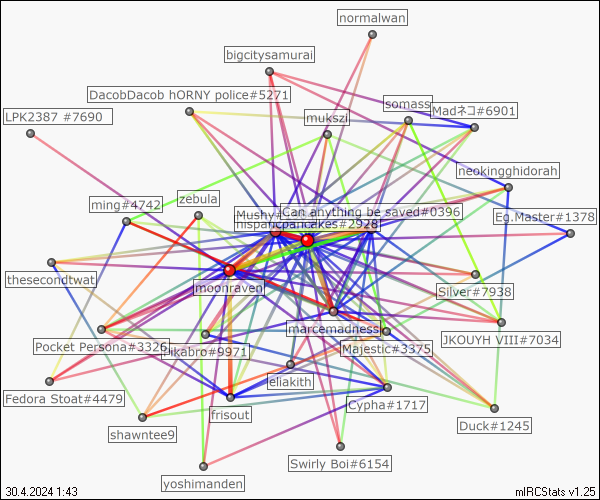 normalwan
bigcitysamurai
DacobDacob hORNY police#5271
somass
Madネコ#6901
LPK2387 #7690
mukszi
neokingghidorah
zebula
ming#4742
Mushy
Can anything be saved#0396
hispanicpancakes#2928
Eg.Master#1378
thesecondtwat
moonraven
Silver#7938
marcemadness
Pocket Persona#3326
#9971
Majestic#3375
JKOUYH VIII#7034
eliakith
Fedora Stoat#4479
frisout
Cypha#1717
shawntee9
Duck#1245
Swirly Boi#6154
yoshimanden
30.4.2024 1:43
mIRCStats v1.25